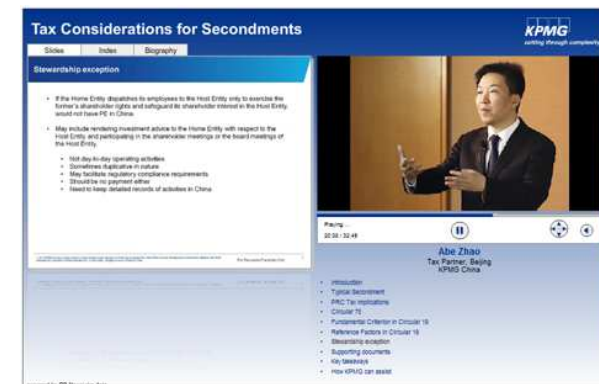 Tax Considerations for Secondments
KPMG
cutting through complexity
Slides Index Biography
Stewardship exception
• If the Home Entity dispatches its employees to the Host Entity only to exercise the
former's shareholder rights and safeguard its shareholder interest in the Host Entity,
would not have PE in China.
• May include rendering investment advice to the Home Entity with respect to the
Host Entity and participating in the shareholder meetings or the board meetings of
the Host Entity.
• Not day-to-day operating activities
• Sometimes duplicative in nature
• May facilitate regulatory compliance requirements
• Should be no payment either
• Need to keep detailed records of activities in China
Playing ...
Abe Zhao
Tax Partner, Beijing
KPMG China
• Introduction
• Typical Secondment
• PRC Tax Implications
• Circular 75
• Fundamental Criterion in Circular 19
• Reference Factors in Circular 19
• Stewardship exception
• Supporting documents
• Key takeaways
• How KPMG can assist